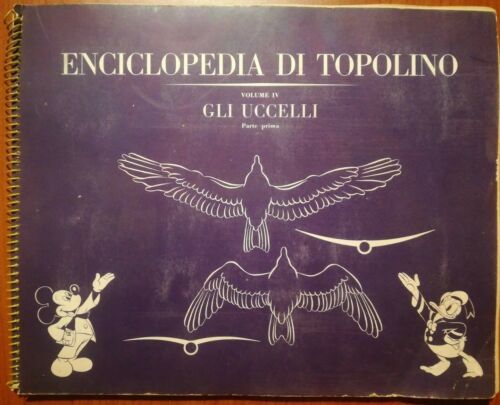 ENCICLOPEDIA DI TOPOLINO
VOLUME IV
GLI UCCELLI
Parte prima